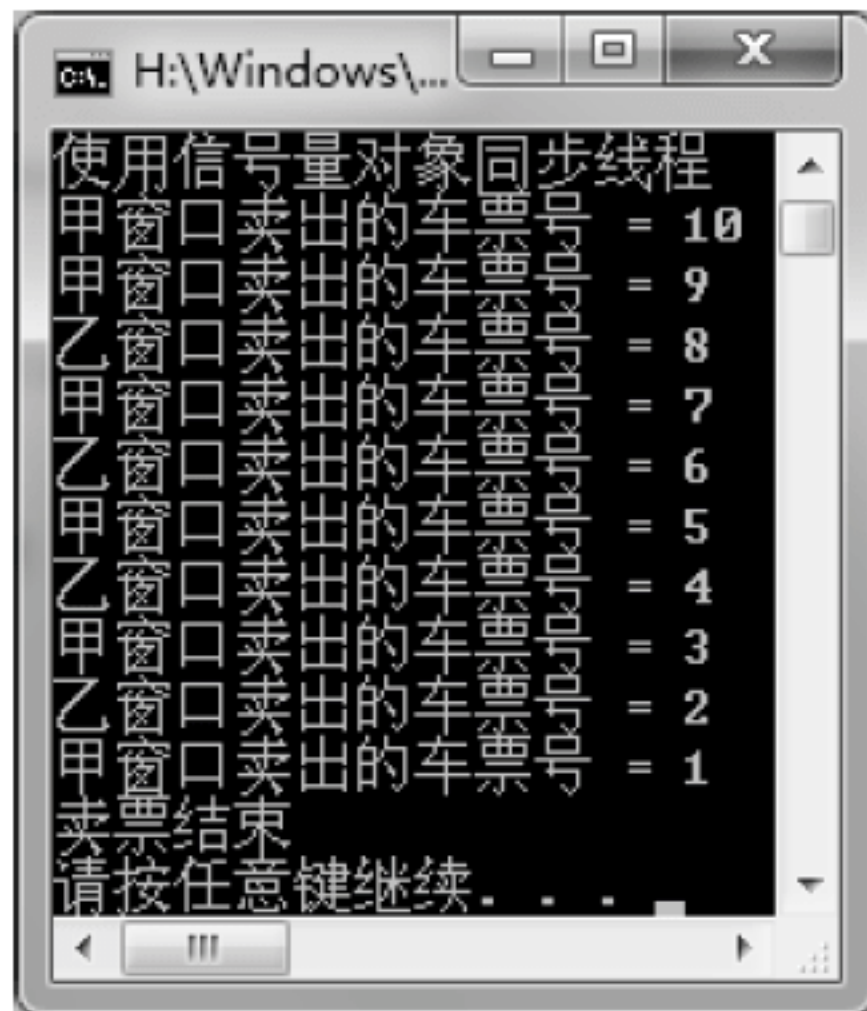 H:\Windows\...
使用信号量对象同步线程
甲窗口卖出的车票号 = 10
甲窗口卖出的车票号 = 9
乙窗口卖出的车票号 = 8
甲窗口卖出的车票号 = 7
乙窗口卖出的车票号 = 6
甲窗口卖出的车票号 = 5
乙窗口卖出的车票号 = 4
甲窗口卖出的车票号 = 3
乙窗口卖出的车票号 = 2
甲窗口卖出的车票号 = 1
卖票结束
请按任意键继续. . .